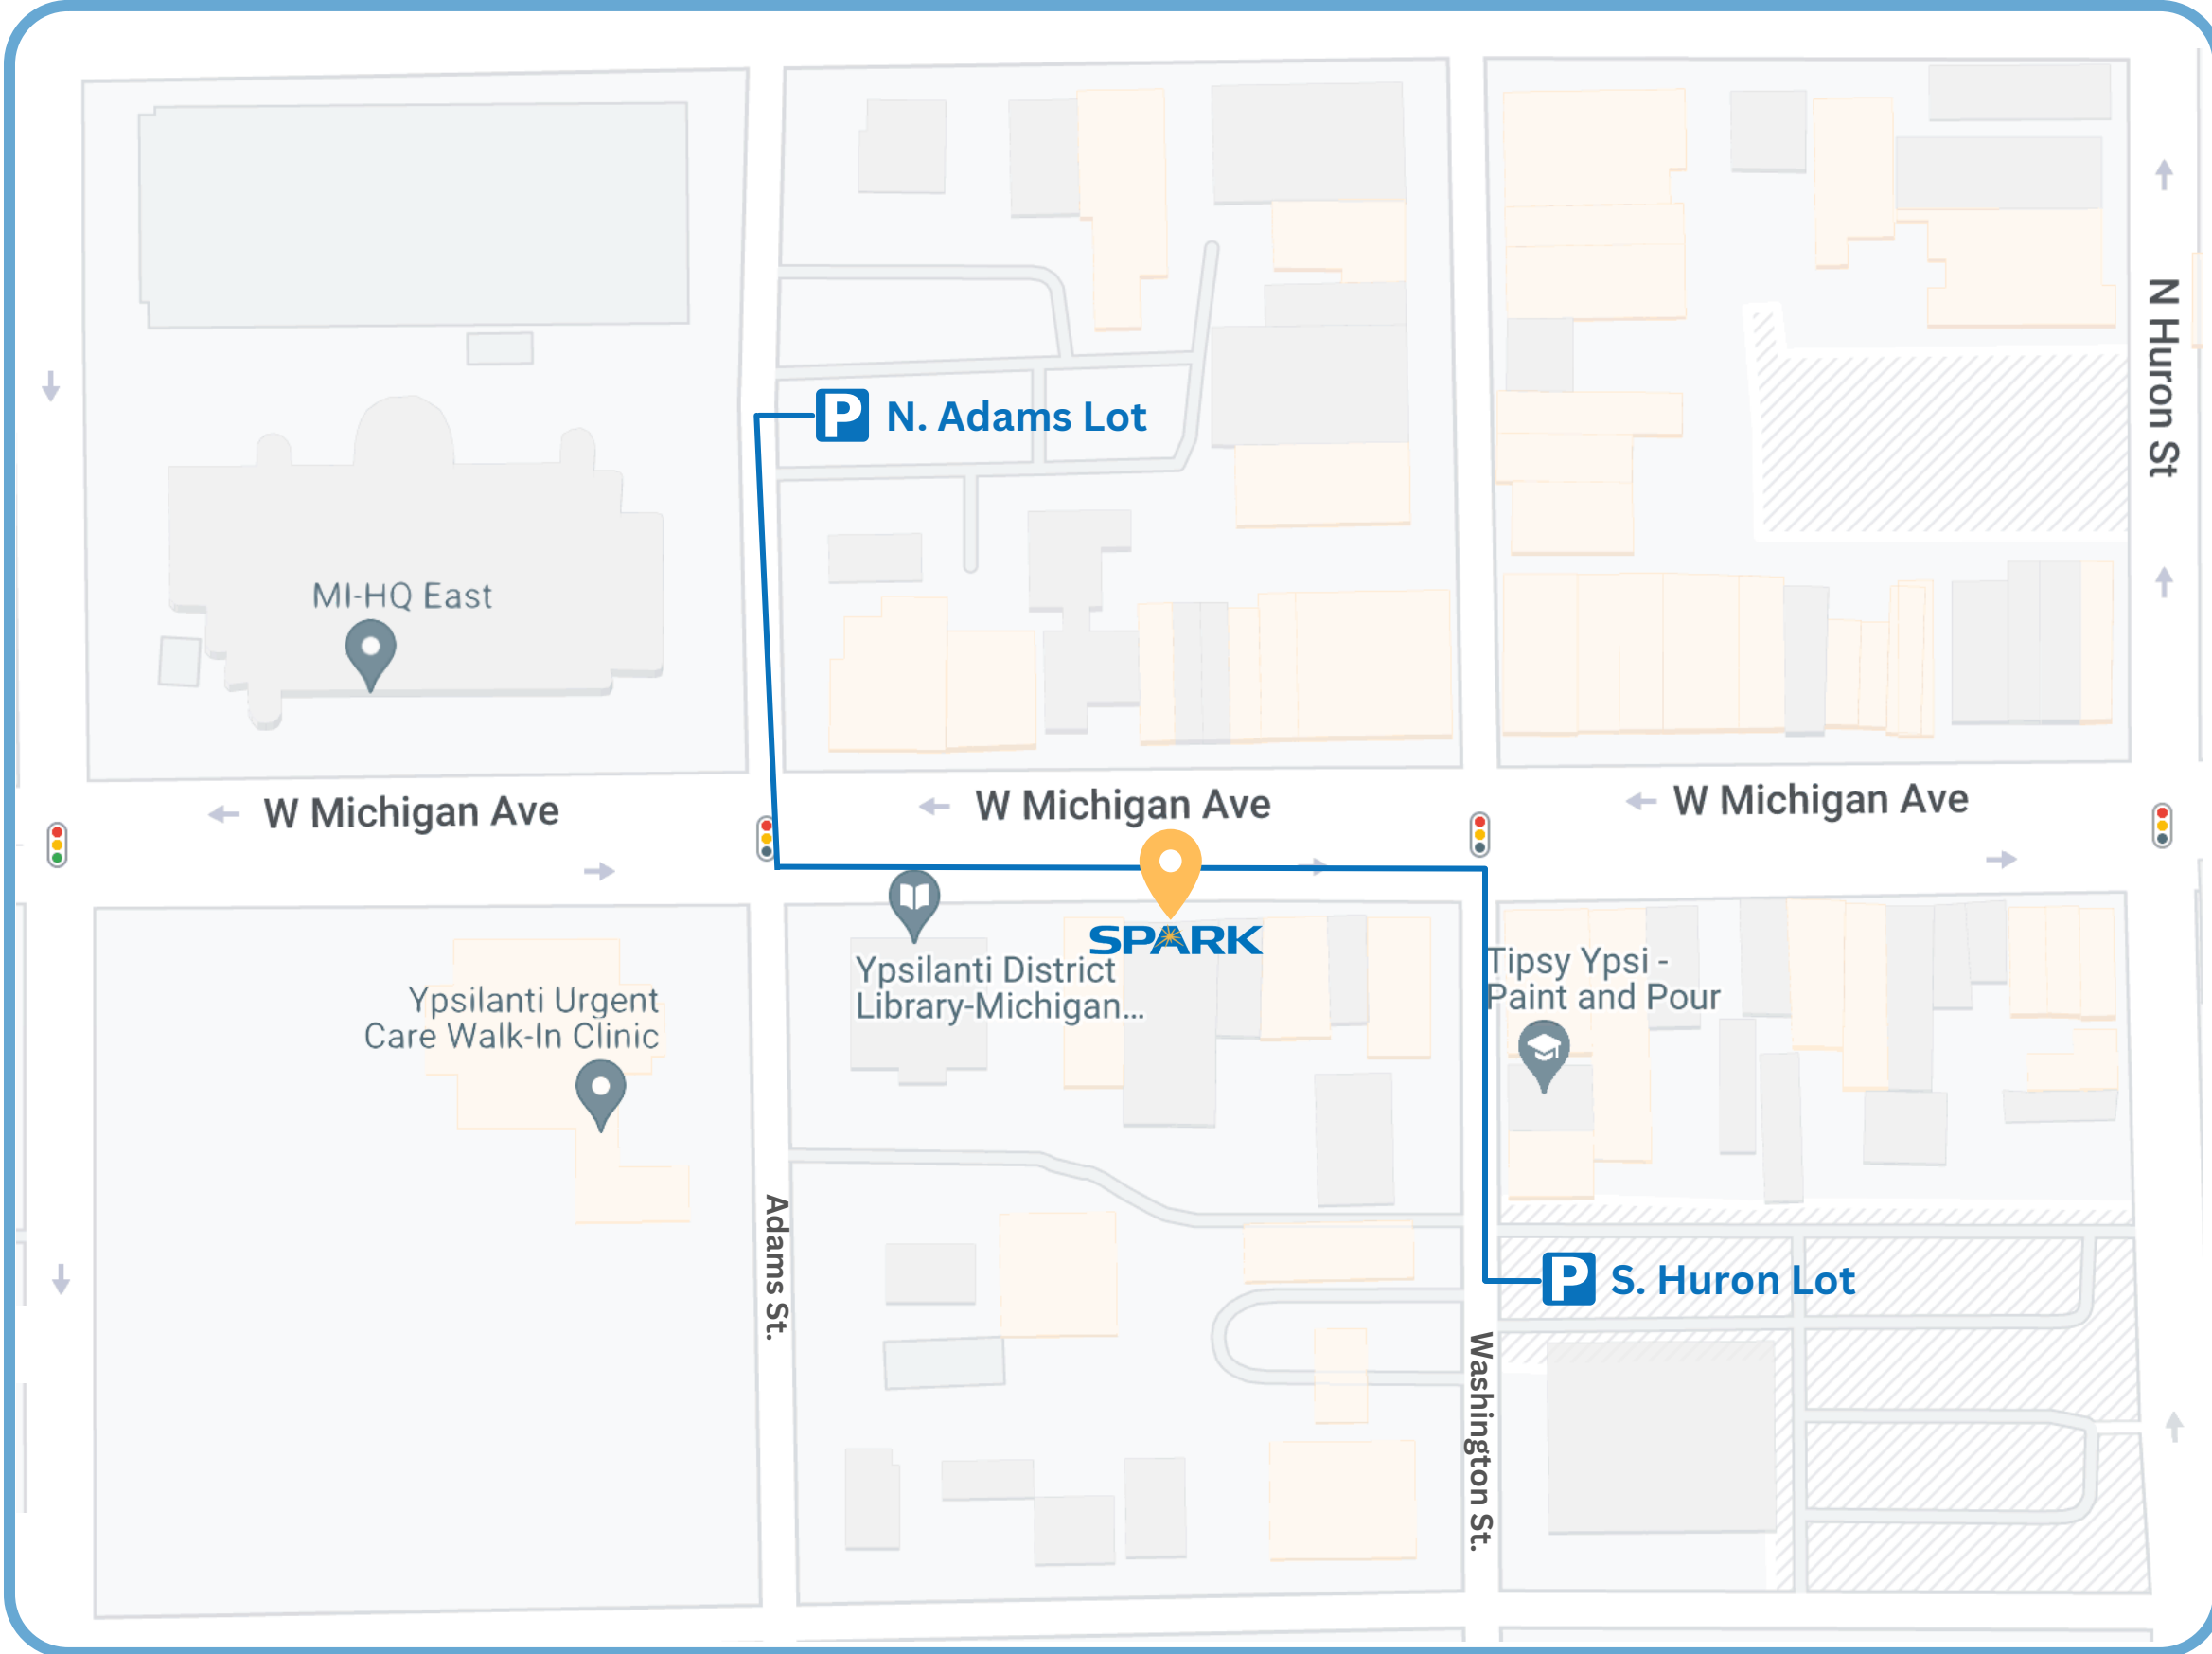 N Huron St
P N. Adams Lot
MI-HQ East
W Michigan Ave
W Michigan Ave
W Michigan Ave
SPARK
Ypsilanti District
Library-Michigan...
Tipsy Ypsi -
Paint and Pour
Ypsilanti Urgent
Care Walk-In Clinic
Adams St.
P S. Huron Lot
Washington St.